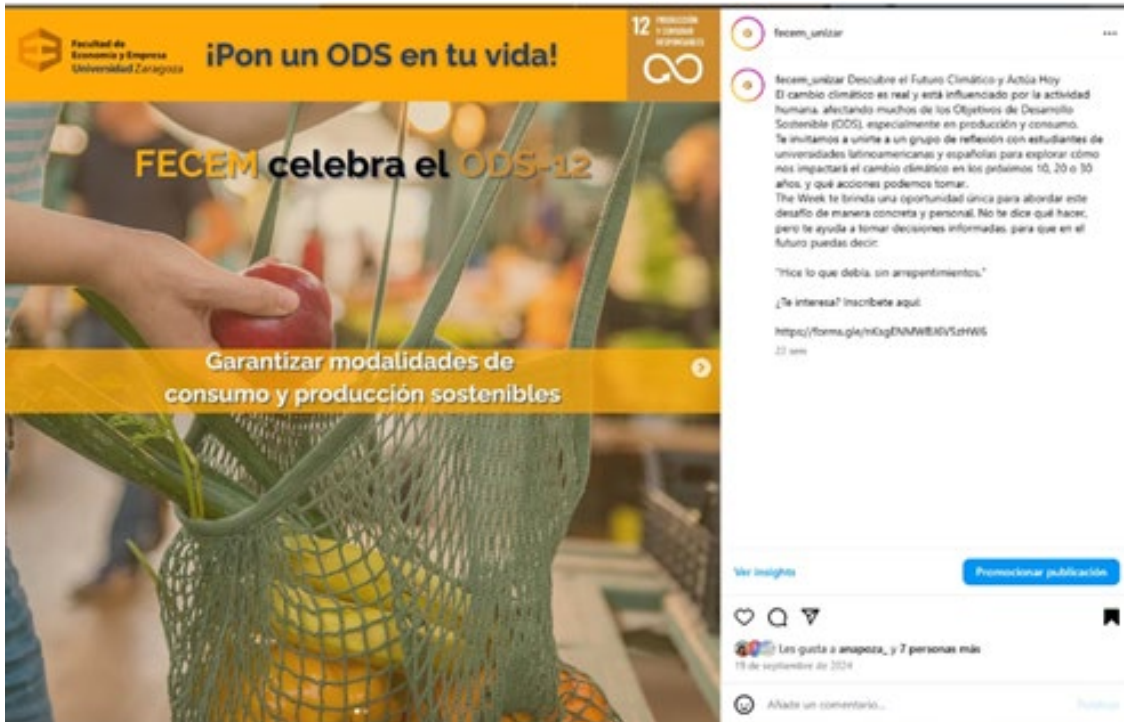 Facultad de
Economía y Empresa
Universidad Zaragoza
¡Pon un ODS en tu vida!
12 PRODUCCIÓN
Y CONSUMO
RESPONSABLES
FECEM celebra el ODS-12
Garantizar modalidades de
consumo y producción sostenibles
fecem_unizar
fecem_unizar Descubre el Futuro Climático y Actúa Hoy
El cambio climático es real y está influenciado por la actividad
humana, afectando muchos de los Objetivos de Desarrollo
Sostenible (ODS), especialmente en producción y consumo.
Te invitamos a unirte a un grupo de reflexión con estudiantes de
universidades latinoamericanas y españolas para explorar cómo
nos impactará el cambio climático en los próximos 10, 20 o 30
años, y qué acciones podemos tomar.
The Week te brinda una oportunidad única para abordar este
desafío de manera concreta y personal. No te dice qué hacer,
pero te ayuda a tomar decisiones informadas, para que en el
futuro puedas decir:
"Hice lo que debía, sin arrepentimientos."
¿Te interesa? Inscríbete aquí:
22 sem
Ver insights
Promocionar publicación
Les gusta a anapoza_ y 7 personas más
19 de septiembre de 2024
Añade un comentario...